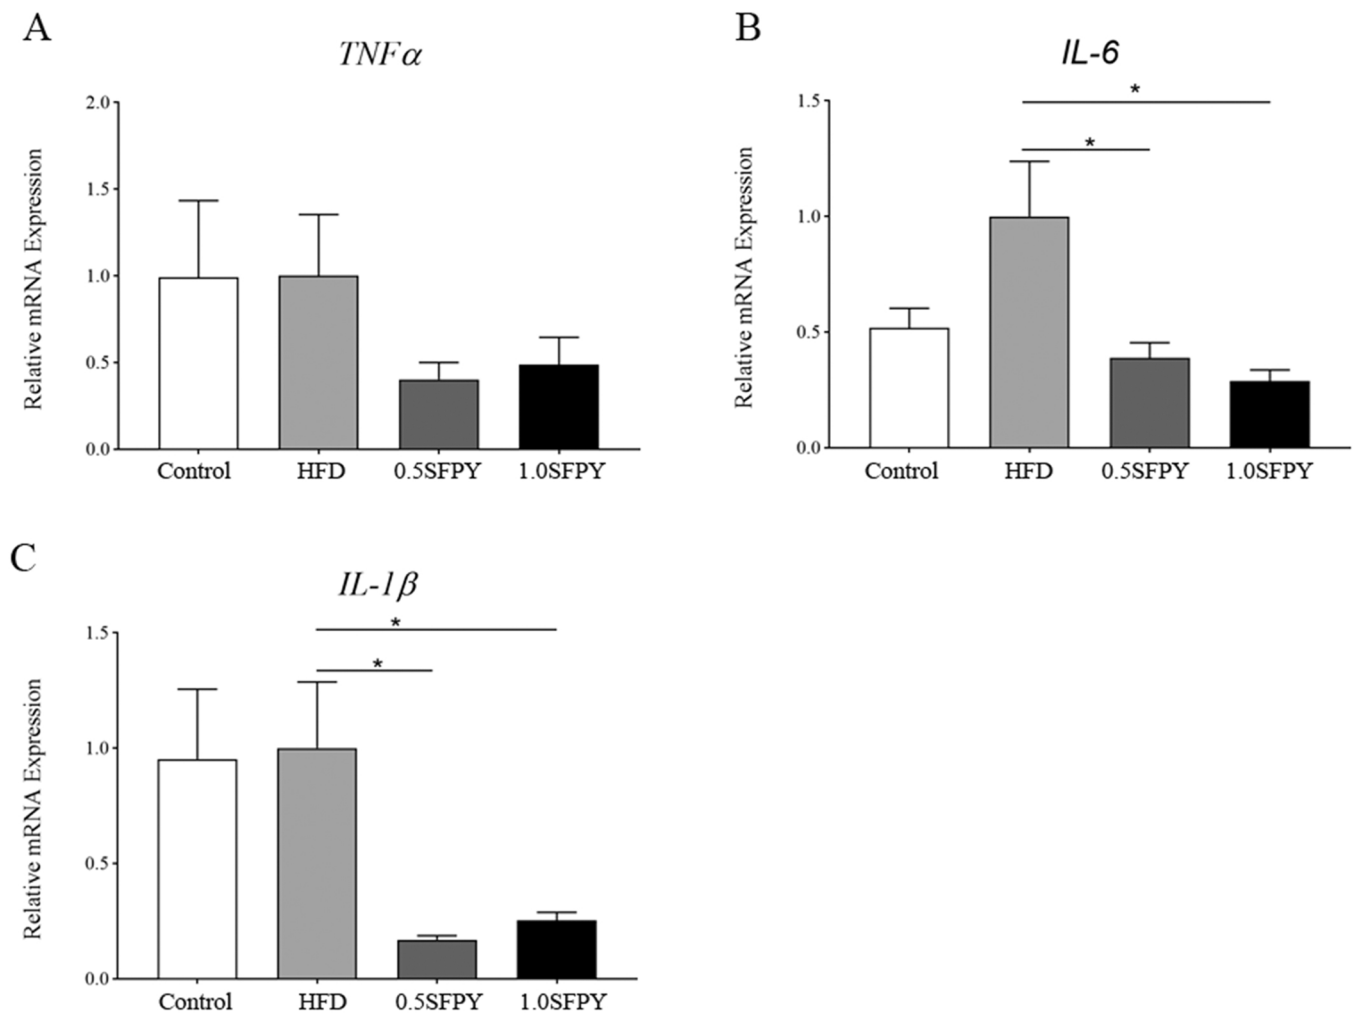 A
TNFα
Relative mRNA Expression
2.0
1.5
1.0
0.5
0.0
Control HFD 0.5SFPY 1.0SFPY
B
IL-6
Relative mRNA Expression
1.5
1.0
0.5
0.0
*
*
Control HFD 0.5SFPY 1.0SFPY
C
IL-1β
Relative mRNA Expression
1.5
1.0
0.5
0.0
*
*
Control HFD 0.5SFPY 1.0SFPY